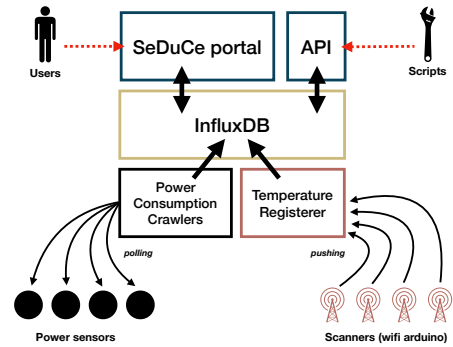 SeDuCe portal
API
Users
Scripts
InfluxDB
Power
Consumption
Crawlers
Temperature
Registerer
polling
pushing
Power sensors
Scanners (wifi arduino)